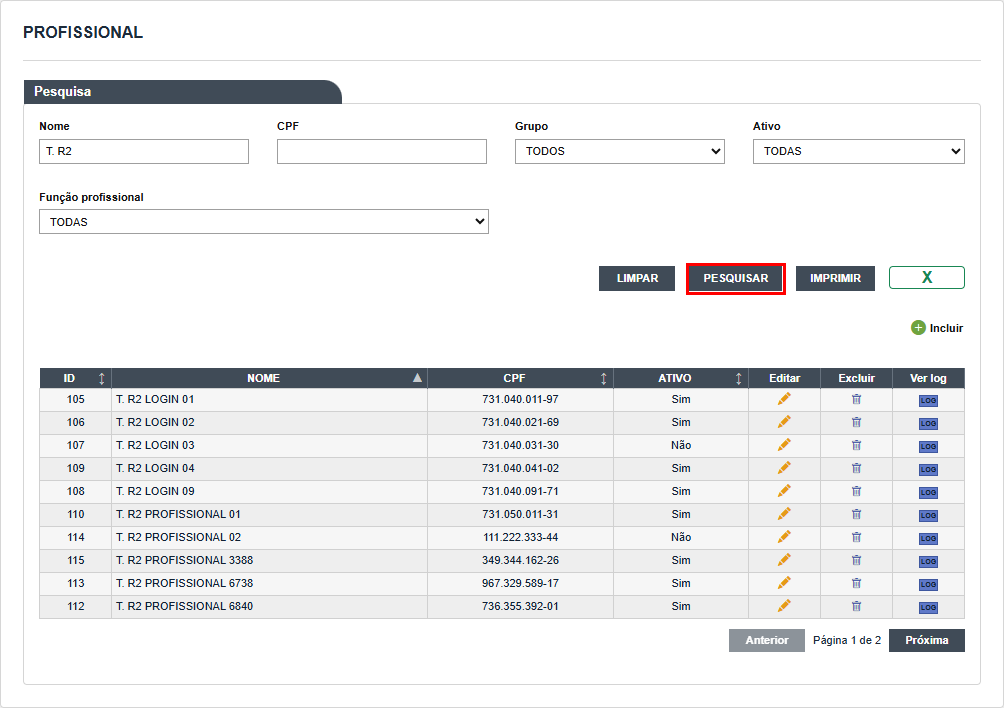 PROFISSIONAL
Pesquisa
Nome CPF Grupo Ativo
T. R2 TODOS TODAS
Função profissional
TODAS
LIMPAR PESQUISAR IMPRIMIR X
Incluir
ID NOME CPF ATIVO Editar Excluir Ver log
105 T. R2 LOGIN 01 731.040.011-97 Sim LOG
106 T. R2 LOGIN 02 731.040.021-69 Sim LOG
107 T. R2 LOGIN 03 731.040.031-30 Não LOG
109 T. R2 LOGIN 04 731.040.041-02 Sim LOG
108 T. R2 LOGIN 09 731.040.091-71 Sim LOG
110 T. R2 PROFISSIONAL 01 731.050.011-31 Sim LOG
114 T. R2 PROFISSIONAL 02 111.222.333-44 Não LOG
115 T. R2 PROFISSIONAL 3388 349.344.162-26 Sim LOG
113 T. R2 PROFISSIONAL 6738 967.329.589-17 Sim LOG
112 T. R2 PROFISSIONAL 6840 736.355.392-01 Sim LOG
Anterior Página 1 de 2 Próxima